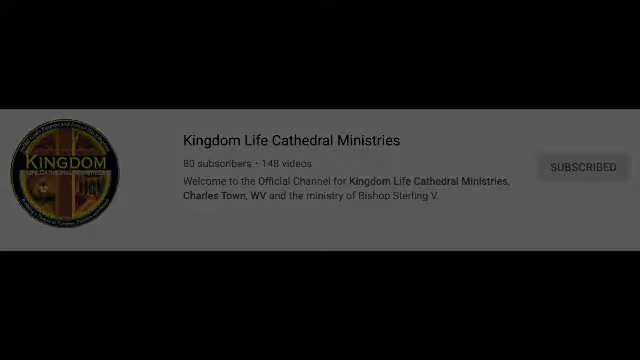 KINGDOM
LIFE CATHEDRAL MINISTRIES
Kingdom Life Cathedral Ministries
80 subscribers • 148 videos
Welcome to the Official Channel for Kingdom Life Cathedral Ministries,
Charles Town, WV and the ministry of Bishop Sterling V.
SUBSCRIBED